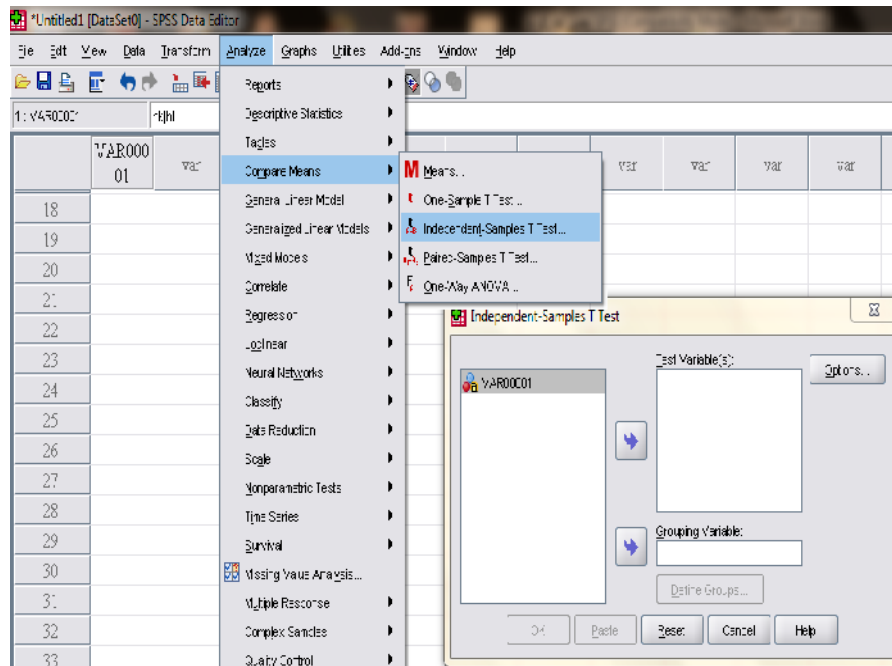 *Untitled1 [DataSet0] - SPSS Data Editor
File Edit View Data Transform Analyze Graphs Utilities Add-ons Window Help
1 : VAR00001
VAR000
01
var
var
var
var
var
18
19
20
21
22
23
24
25
26
27
28
29
30
31
32
33
Reports
Descriptive Statistics
Tables
Compare Means
General Linear Model
Generalized Linear Models
Mixed Models
Correlate
Regression
Loglinear
Neural Networks
Classify
Data Reduction
Scale
Nonparametric Tests
Time Series
Survival
Missing Value Analysis...
Multiple Response
Complex Samples
Quality Control
M Means...
One-Sample T Test...
Independent-Samples T Test...
Paired-Samples T Test...
One-Way ANOVA...
Independent-Samples T Test
VAR00001
Test Variable(s):
Options...
Grouping Variable:
Define Groups...
OK Paste Reset Cancel Help